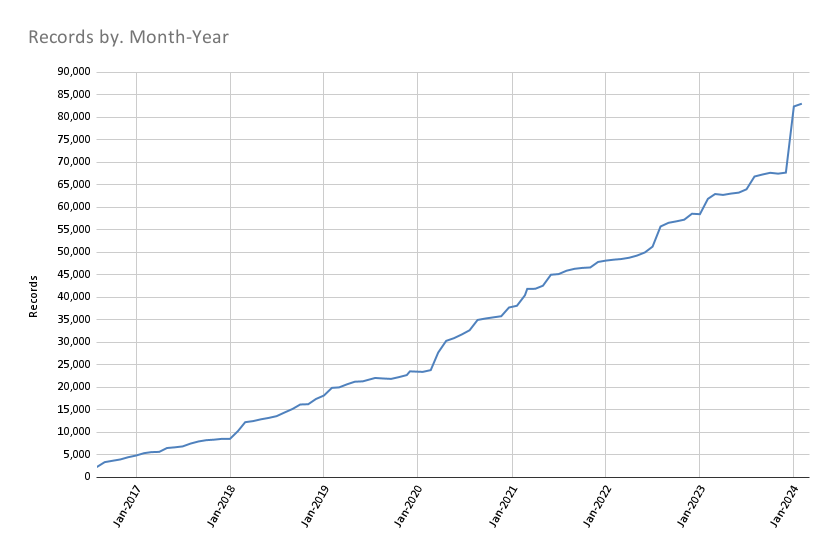 Records by. Month-Year
90,000
85,000
80,000
75,000
70,000
65,000
60,000
55,000
50,000
45,000
40,000
35,000
30,000
25,000
20,000
15,000
10,000
5,000
0
Records
Jan-2017
Jan-2018
Jan-2019
Jan-2020
Jan-2021
Jan-2022
Jan-2023
Jan-2024